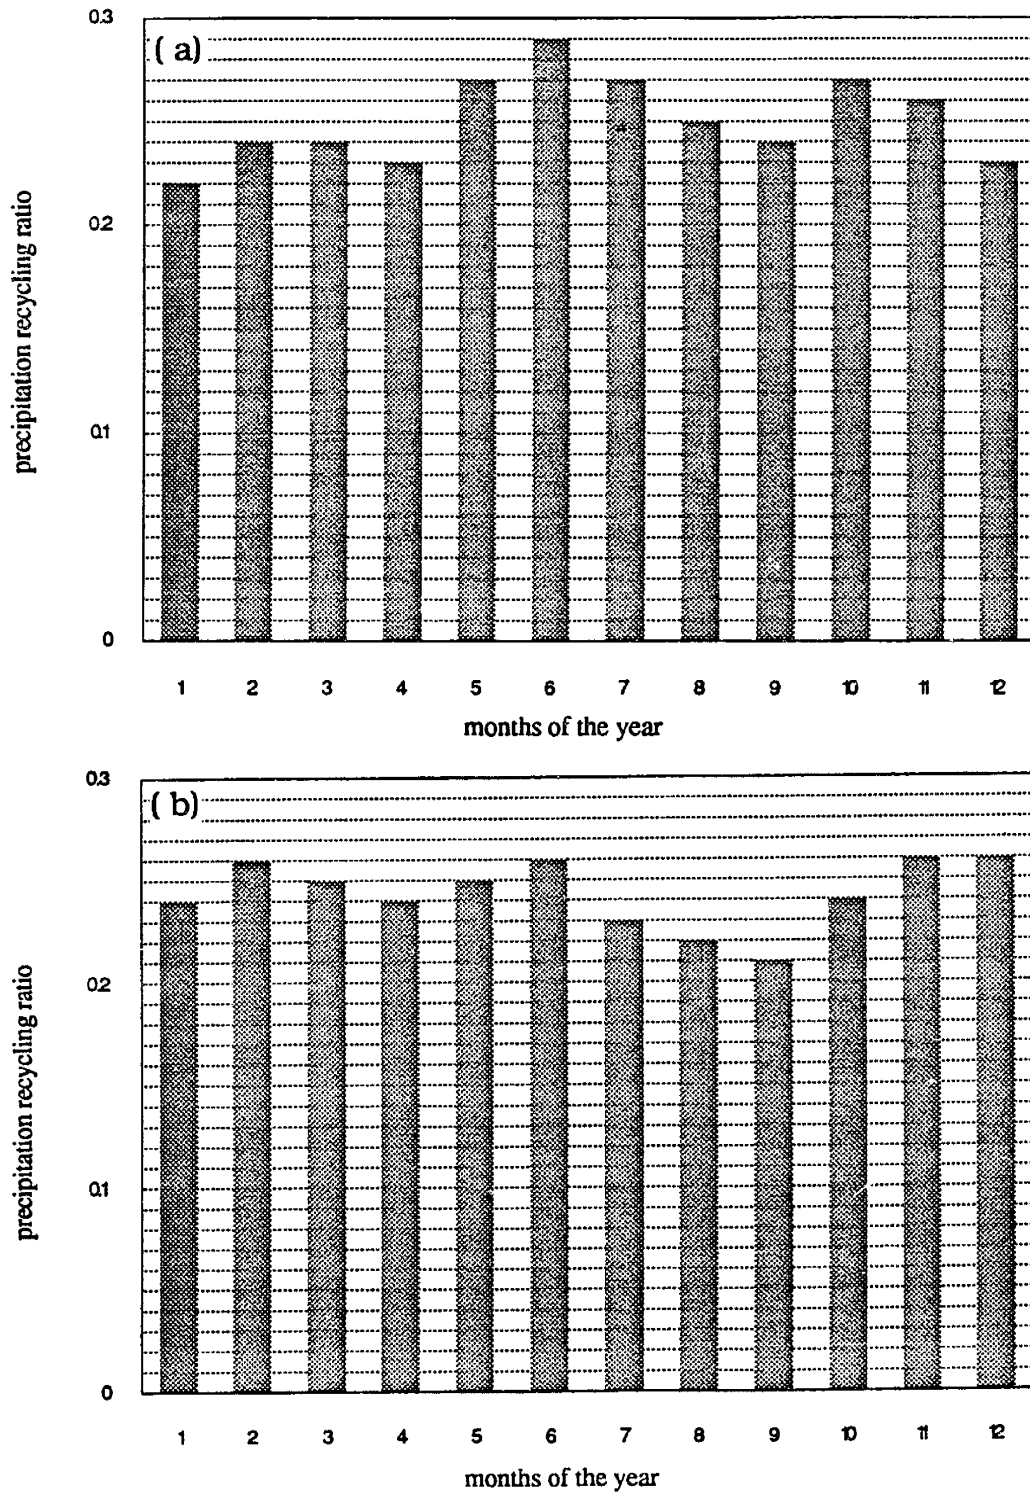 0.3
( a)
0.2
0.1
0
precipitation recycling ratio
1 2 3 4 5 6 7 8 9 10 11 12
months of the year
0.3
( b)
0.2
0.1
0
precipitation recycling ratio
1 2 3 4 5 6 7 8 9 10 11 12
months of the year